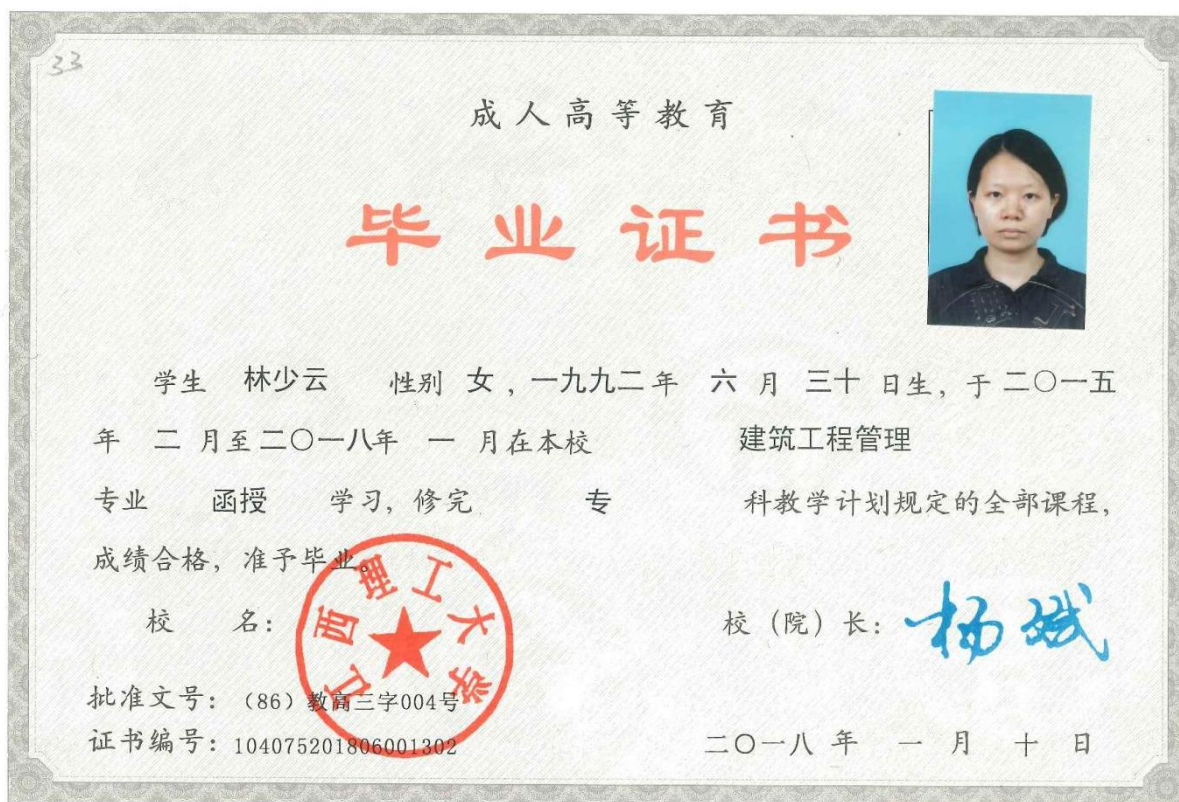 33
成人高等教育
毕业证书
学生 林少云 性别 女，一九九二年 六 月 三十 日生，于 二〇一五
年 二 月至二〇一八年 一 月在本校 建筑工程管理
专业 函授 学习，修完 专 科教学计划规定的全部课程，
成绩合格，准予毕业。
江西理工大学
校 名： 校（院）长：杨斌
批准文号：（86）教高三字004号
证书编号：104075201806001302 二〇一八 年 一 月 十 日